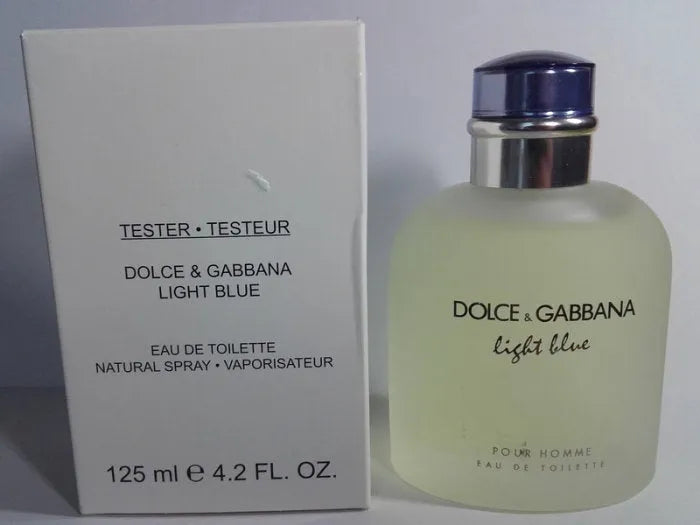 TESTER • TESTEUR
DOLCE & GABBANA
LIGHT BLUE
EAU DE TOILETTE
NATURAL SPRAY • VAPORISATEUR
125 ml ℮ 4.2 FL. OZ.
DOLCE & GABBANA
light blue
POUR HOMME
EAU DE TOILETTE